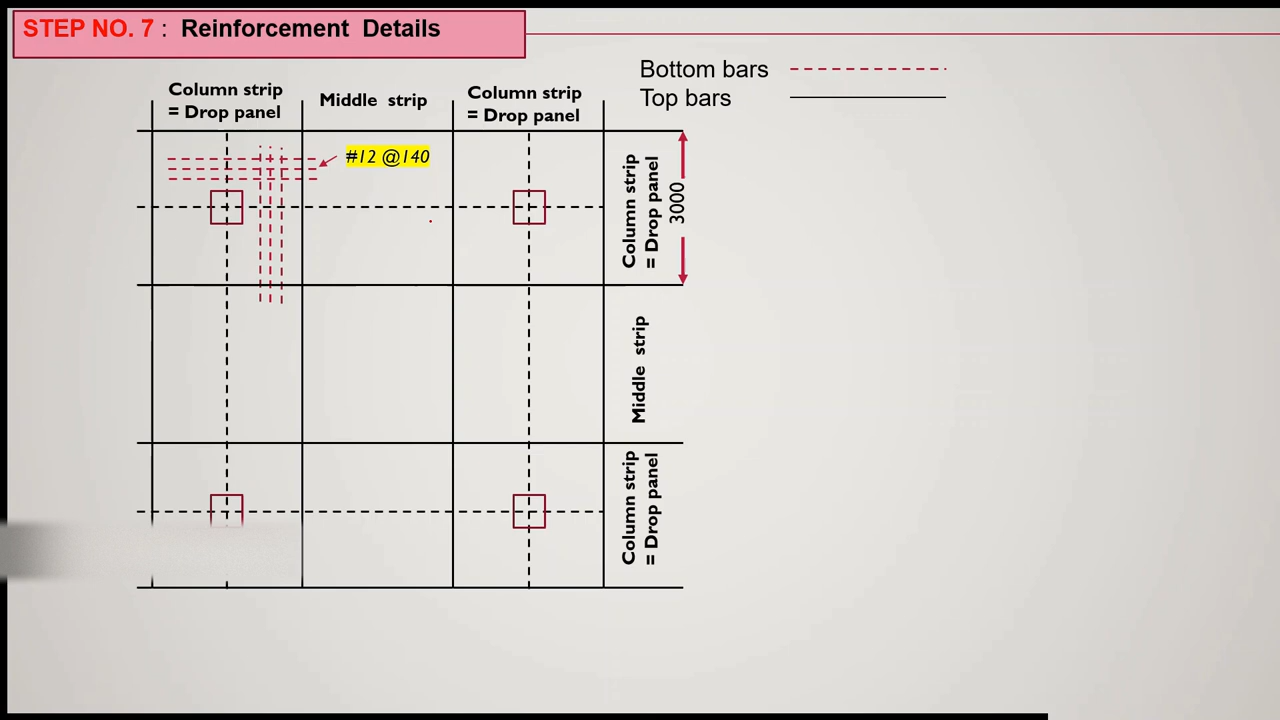 STEP NO. 7 : Reinforcement Details
Bottom bars
Top bars
Column strip
= Drop panel
Middle strip
Column strip
= Drop panel
#12 @140
Column strip
= Drop panel
3000
Middle strip
Column strip
= Drop panel